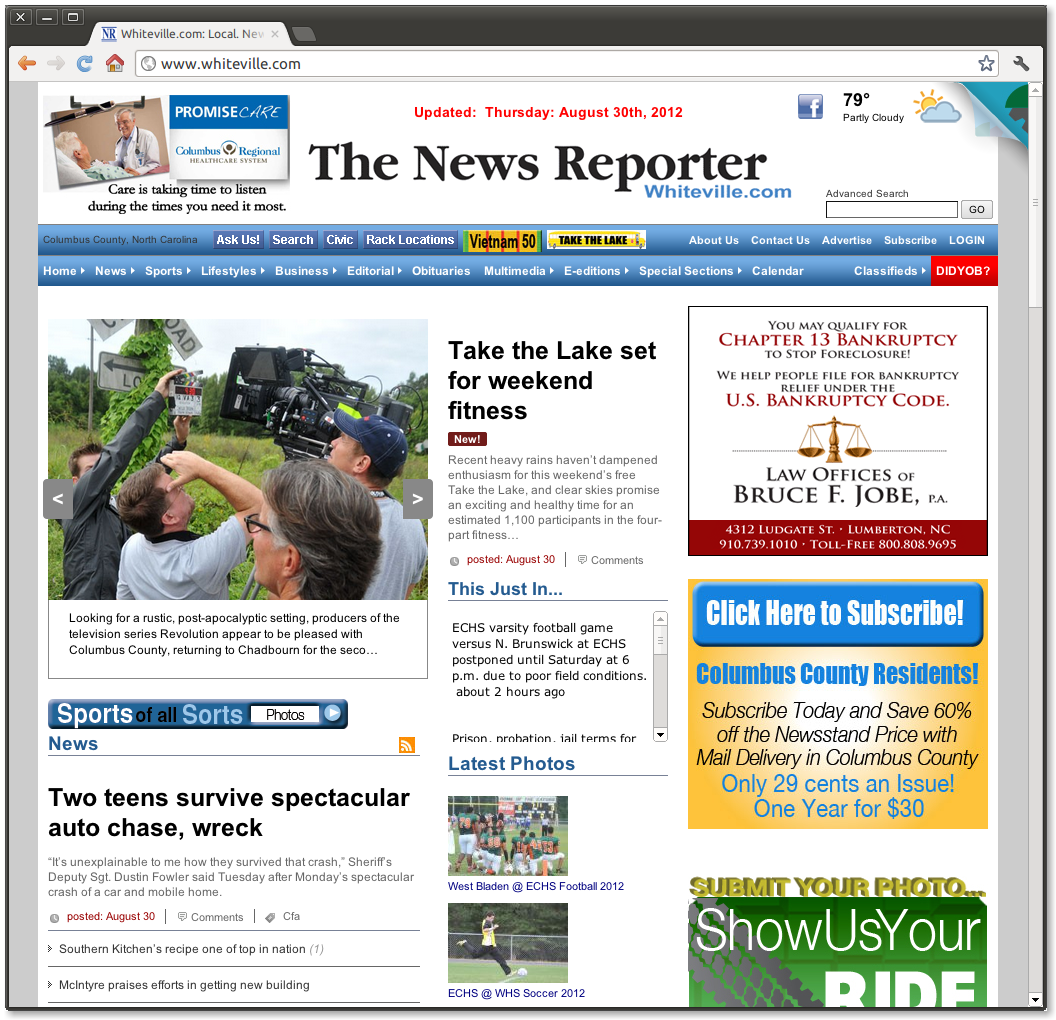 Whiteville.com: Local. New
www.whiteville.com
PROMISECARE
Columbus Regional
HEALTHCARE SYSTEM
Care is taking time to listen
during the times you need it most.
Updated: Thursday: August 30th, 2012
The News Reporter
Whiteville.com
79°
Partly Cloudy
Advanced Search
GO
Columbus County, North Carolina Ask Us! Search Civic Rack Locations Vietnam 50 TAKE THE LAKE About Us Contact Us Advertise Subscribe LOGIN
Home News Sports Lifestyles Business Editorial Obituaries Multimedia E-editions Special Sections Calendar Classifieds DIDYOB?
ROAD
LO
< >
Looking for a rustic, post-apocalyptic setting, producers of the
television series Revolution appear to be pleased with
Columbus County, returning to Chadbourn for the seco…
Sports of all Sorts Photos
News
Two teens survive spectacular
auto chase, wreck
“It’s unexplainable to me how they survived that crash,” Sheriff’s
Deputy Sgt. Dustin Fowler said Tuesday after Monday’s spectacular
crash of a car and mobile home.
posted: August 30 Comments Cfa
Southern Kitchen’s recipe one of top in nation (1)
McIntyre praises efforts in getting new building
Take the Lake set
for weekend
fitness
New!
Recent heavy rains haven’t dampened
enthusiasm for this weekend’s free
Take the Lake, and clear skies promise
an exciting and healthy time for an
estimated 1,100 participants in the four-
part fitness…
posted: August 30 Comments
This Just In...
ECHS varsity football game
versus N. Brunswick at ECHS
postponed until Saturday at 6
p.m. due to poor field conditions.
about 2 hours ago
Prison, probation, jail terms for
Latest Photos
West Bladen @ ECHS Football 2012
ECHS @ WHS Soccer 2012
YOU MAY QUALIFY FOR
CHAPTER 13 BANKRUPTCY
TO STOP FORECLOSURE!
WE HELP PEOPLE FILE FOR BANKRUPTCY
RELIEF UNDER THE
U.S. BANKRUPTCY CODE.
LAW OFFICES OF
BRUCE F. JOBE, P.A.
4312 LUDGATE ST. · LUMBERTON, NC
910.739.1010 · TOLL-FREE 800.808.9695
Click Here to Subscribe!
Columbus County Residents!
Subscribe Today and Save 60%
off the Newsstand Price with
Mail Delivery in Columbus County
Only 29 cents an Issue!
One Year for $30
SUBMIT YOUR PHOTO...
ShowUsYour
RIDE